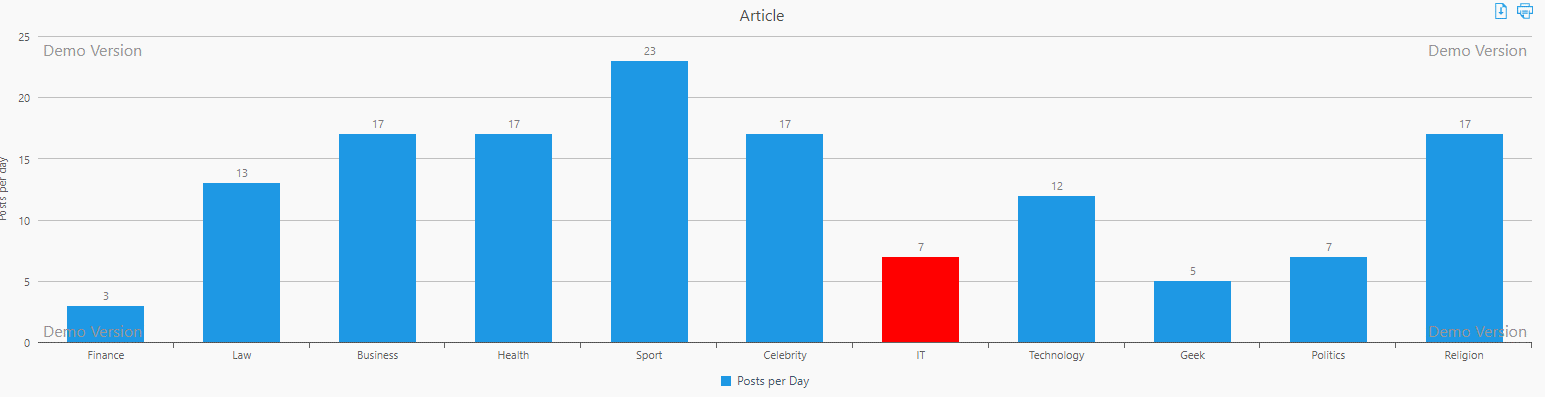 Article
25
Demo Version
Demo Version
23
20
17
17
17
17
15
13
12
Posts per day
10
7
7
5
5
3
Demo Version
Demo Version
0
Finance Law Business Health Sport Celebrity IT Technology Geek Politics Religion
Posts per Day